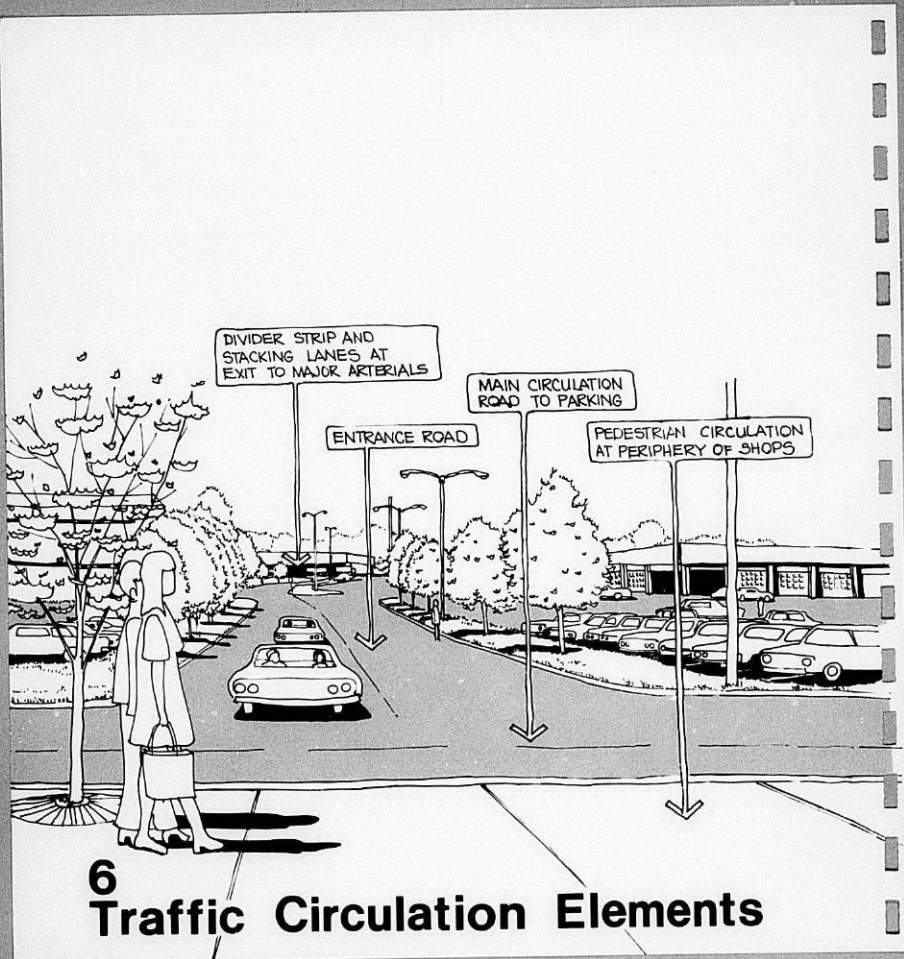 DIVIDER STRIP AND
STACKING LANES AT
EXIT TO MAJOR ARTERIALS
MAIN CIRCULATION
ROAD TO PARKING
ENTRANCE ROAD
PEDESTRIAN CIRCULATION
AT PERIPHERY OF SHOPS
6
Traffic Circulation Elements